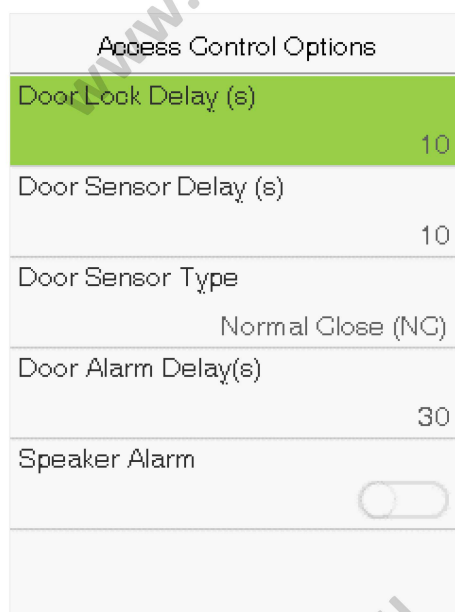 Access Control Options
Door Lock Delay (s)
10
Door Sensor Delay (s)
10
Door Sensor Type
Normal Close (NC)
Door Alarm Delay(s)
30
Speaker Alarm
www.